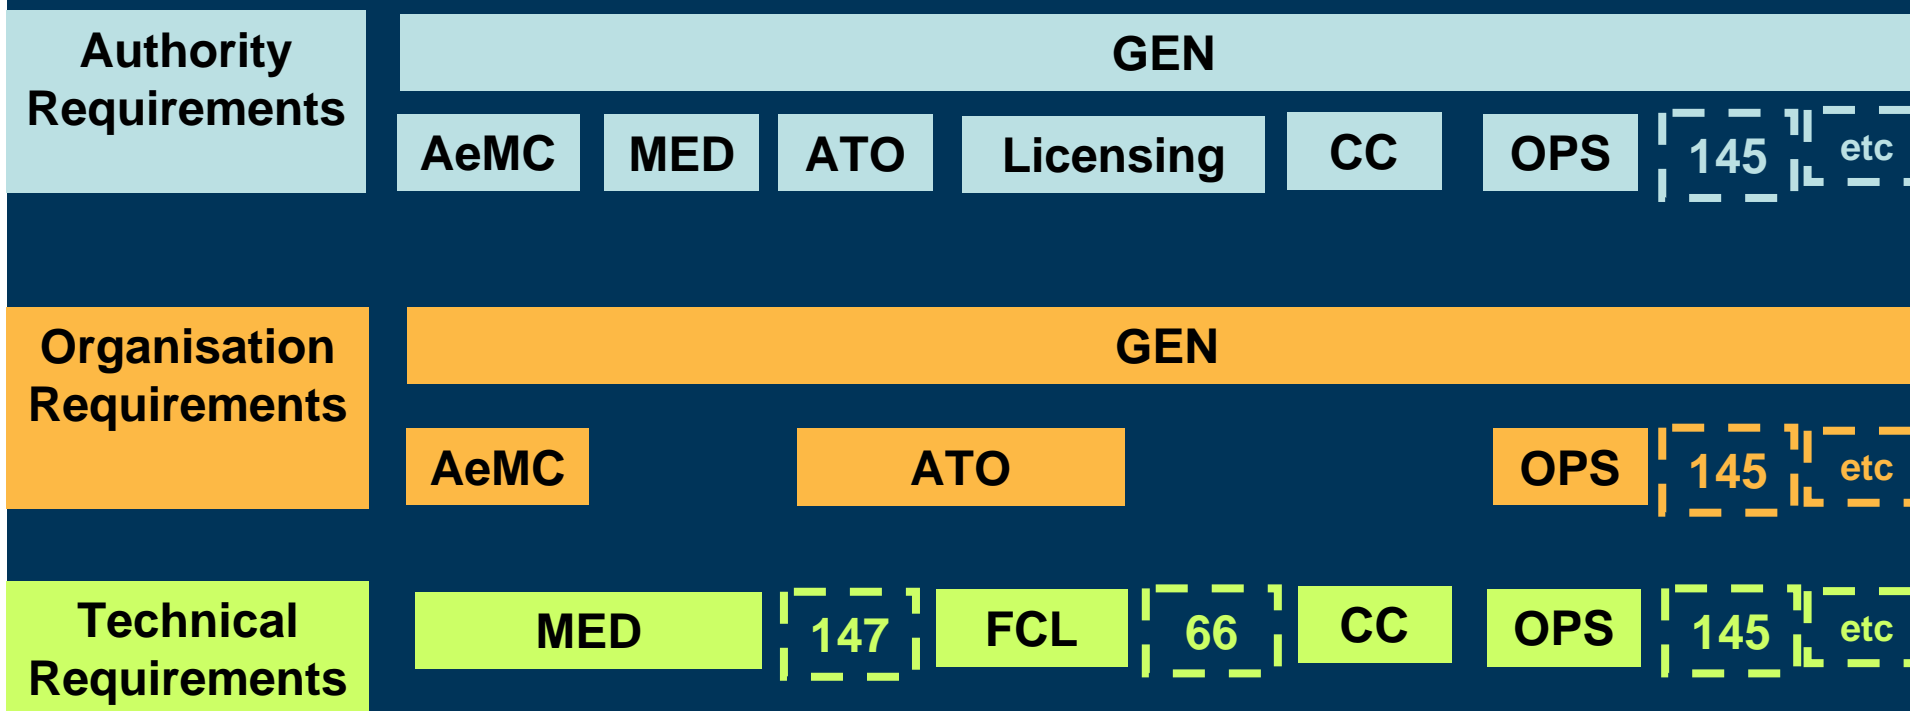 Authority
Requirements
GEN
AeMC MED ATO Licensing CC OPS 145 etc
Organisation
Requirements
GEN
AeMC ATO OPS 145 etc
Technical
Requirements
MED 147 FCL 66 CC OPS 145 etc